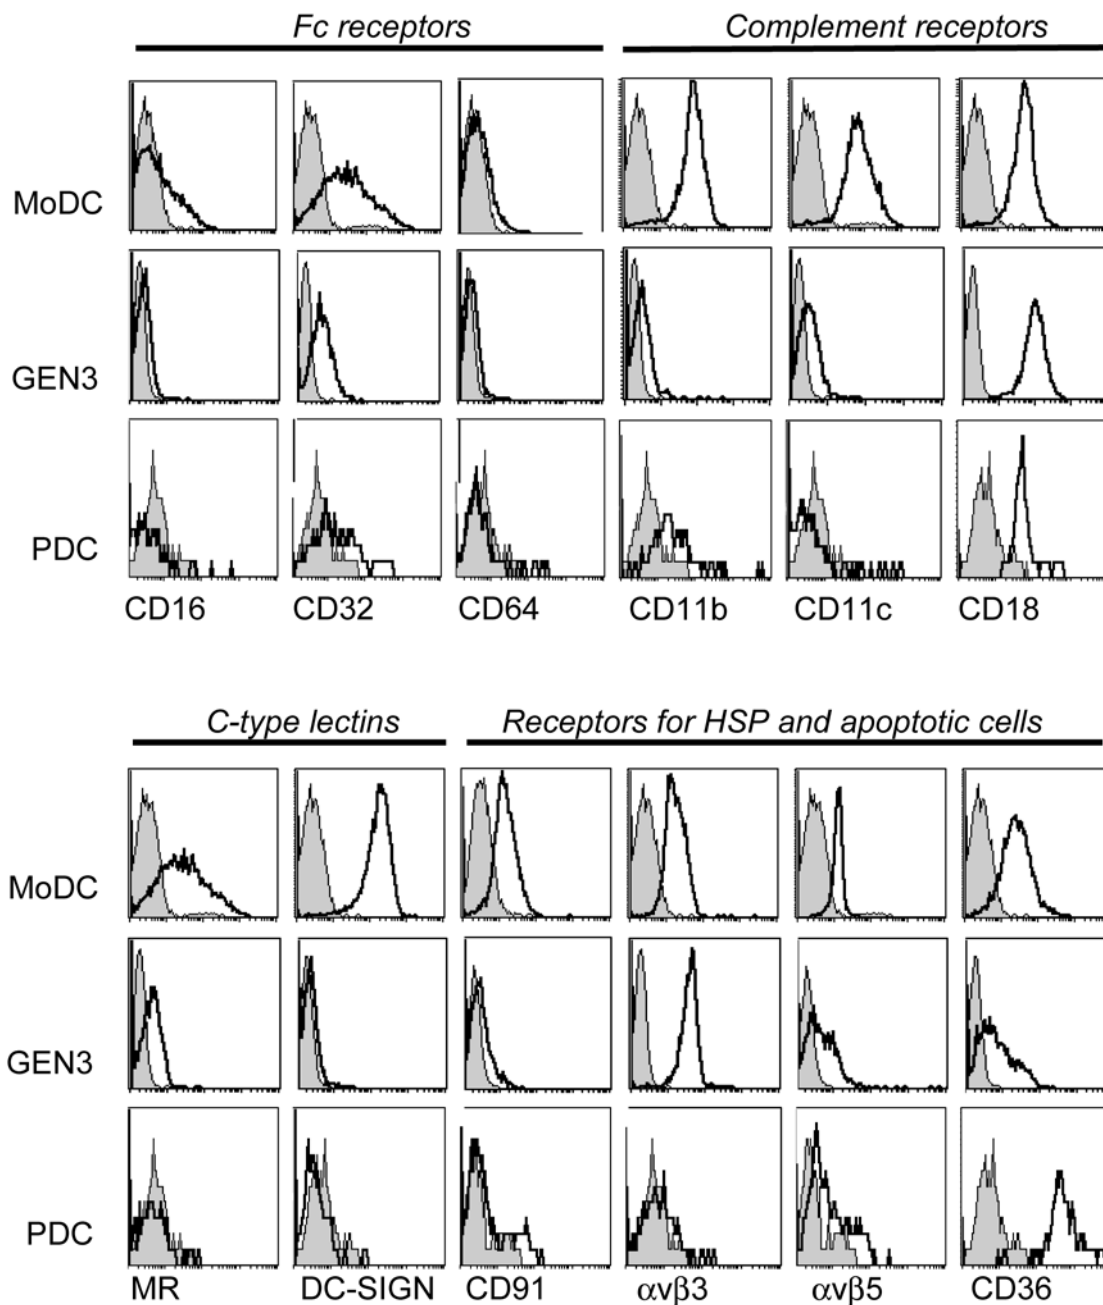 Fc receptors Complement receptors
MoDC
GEN3
PDC
CD16 CD32 CD64 CD11b CD11c CD18
C-type lectins Receptors for HSP and apoptotic cells
MoDC
GEN3
PDC
MR DC-SIGN CD91 αvβ3 αvβ5 CD36